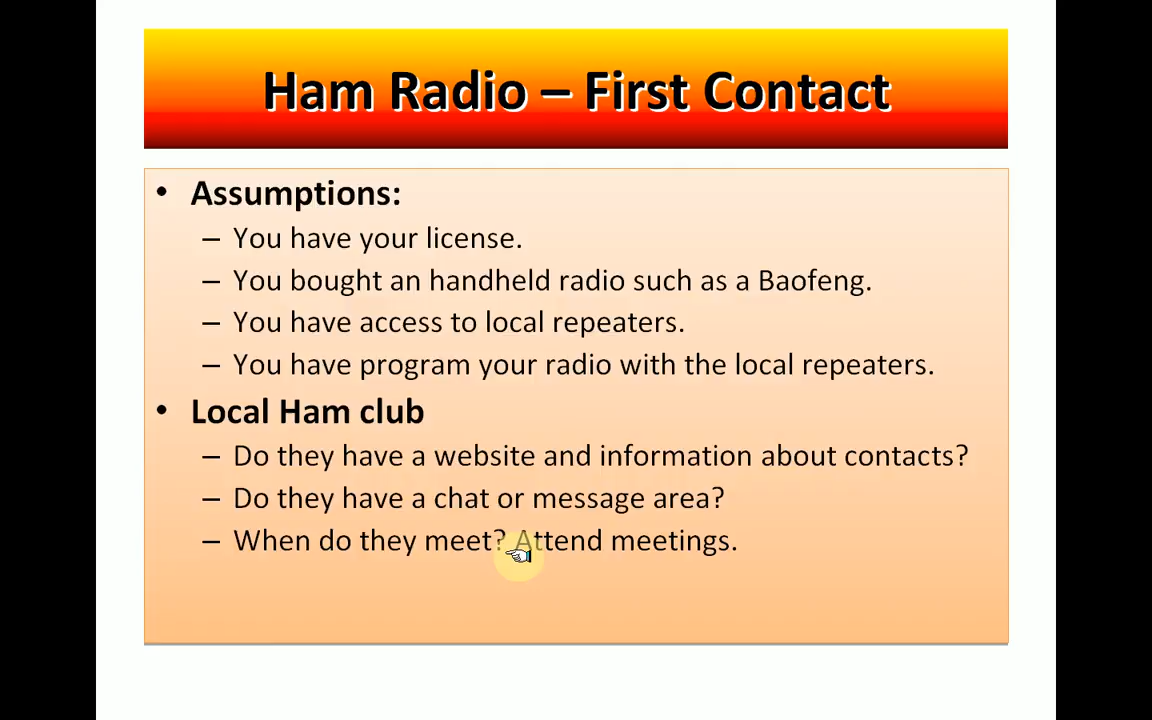 Ham Radio – First Contact
• Assumptions:
– You have your license.
– You bought an handheld radio such as a Baofeng.
– You have access to local repeaters.
– You have program your radio with the local repeaters.
• Local Ham club
– Do they have a website and information about contacts?
– Do they have a chat or message area?
– When do they meet? Attend meetings.